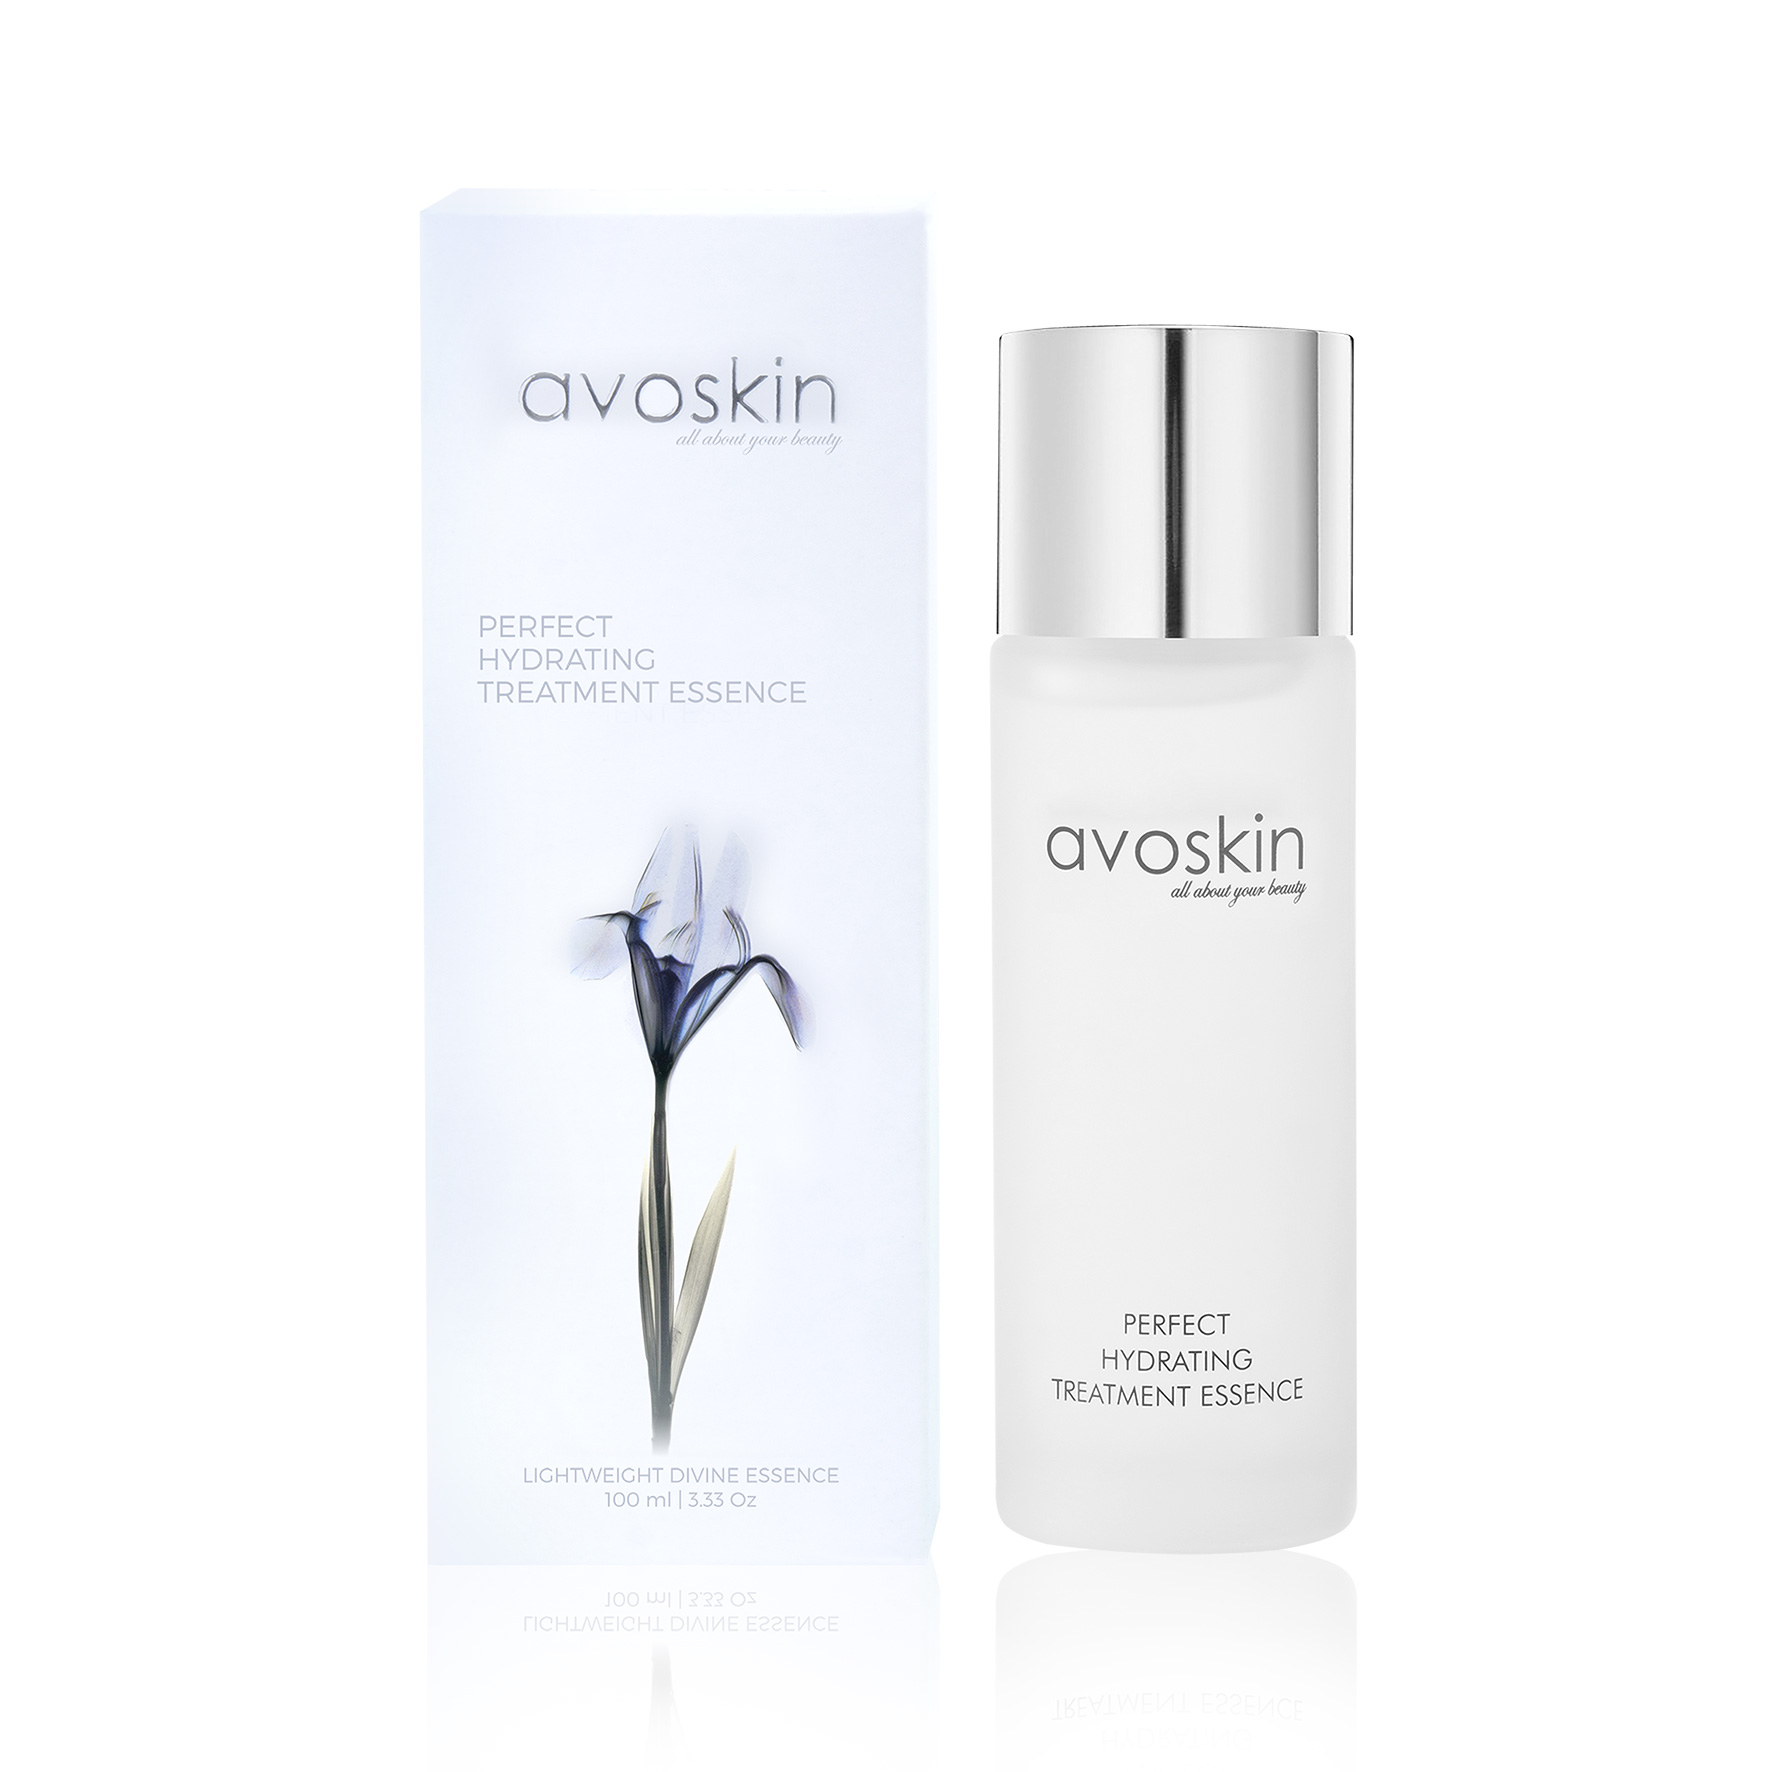 avoskin
all about your beauty
PERFECT
HYDRATING
TREATMENT ESSENCE
LIGHTWEIGHT DIVINE ESSENCE
100 ml | 3.33 Oz
avoskin
all about your beauty
PERFECT
HYDRATING
TREATMENT ESSENCE